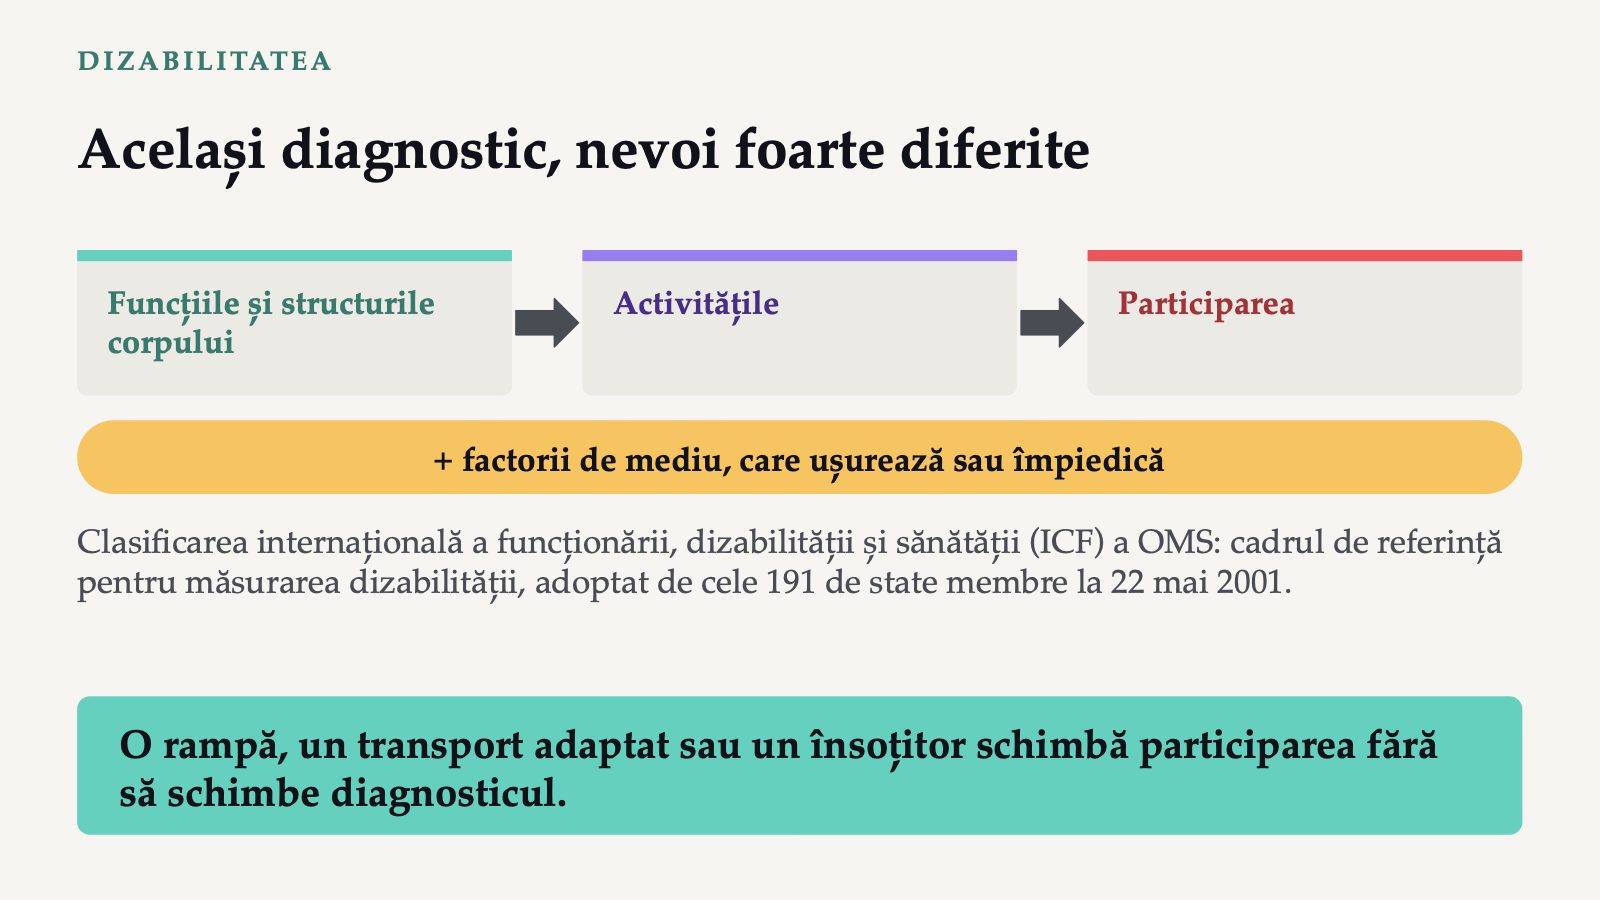 DIZABILITATEA
Același diagnostic, nevoi foarte diferite
Funcțiile și structurile
corpului
Activitățile
Participarea
+ factorii de mediu, care ușurează sau împiedică
Clasificarea internațională a funcționării, dizabilității și sănătății (ICF) a OMS: cadrul de referință
pentru măsurarea dizabilității, adoptat de cele 191 de state membre la 22 mai 2001.
O rampă, un transport adaptat sau un însoțitor schimbă participarea fără
să schimbe diagnosticul.